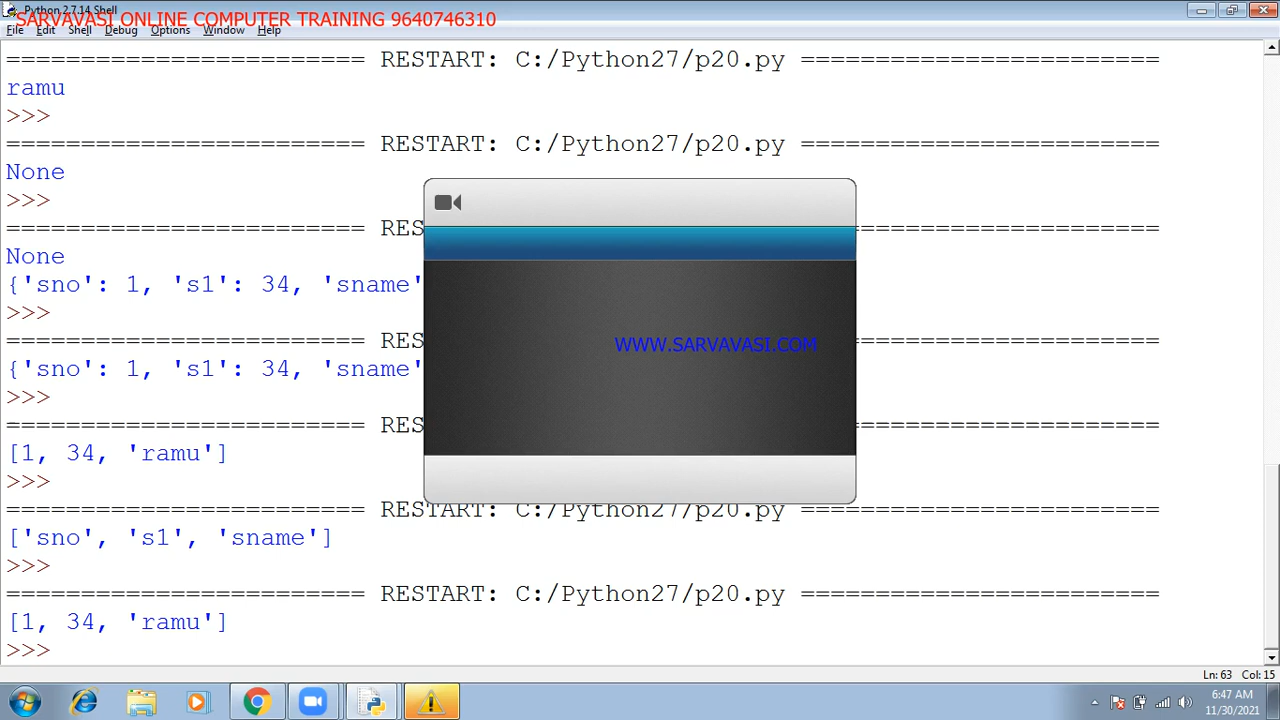 Python 2.7.14 Shell
SARVAVASI ONLINE COMPUTER TRAINING 9640746310
File Edit Shell Debug Options Window Help
======================== RESTART: C:/Python27/p20.py ========================
ramu
>>>
======================== RESTART: C:/Python27/p20.py ========================
None
>>>
======================== RES ========================
None
{'sno': 1, 's1': 34, 'sname'
>>>
======================== RES ========================
{'sno': 1, 's1': 34, 'sname'
>>>
======================== RES ========================
[1, 34, 'ramu']
>>>
======================== RESTART: C:/Python27/p20.py ========================
['sno', 's1', 'sname']
>>>
======================== RESTART: C:/Python27/p20.py ========================
[1, 34, 'ramu']
>>>
WWW.SARVAVASI.COM
Ln: 63 Col: 15
6:47 AM
11/30/2021